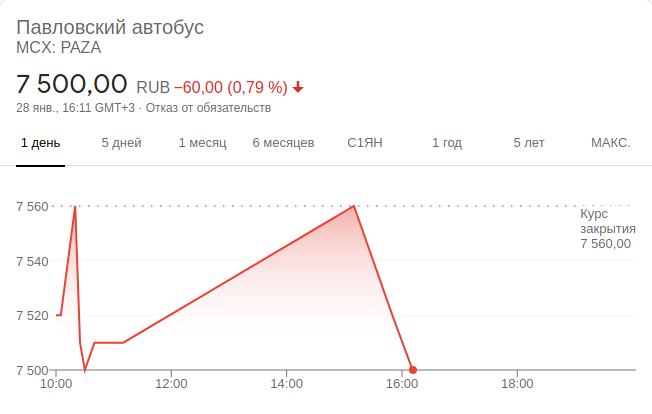 Павловский автобус
MCX: PAZA
7 500,00 RUB −60,00 (0,79 %)
28 янв., 16:11 GMT+3 · Отказ от обязательств
1 день 5 дней 1 месяц 6 месяцев С1ЯН 1 год 5 лет МАКС.
7 560
Курс
закрытия
7 560,00
7 540
7 520
7 500
10:00 12:00 14:00 16:00 18:00